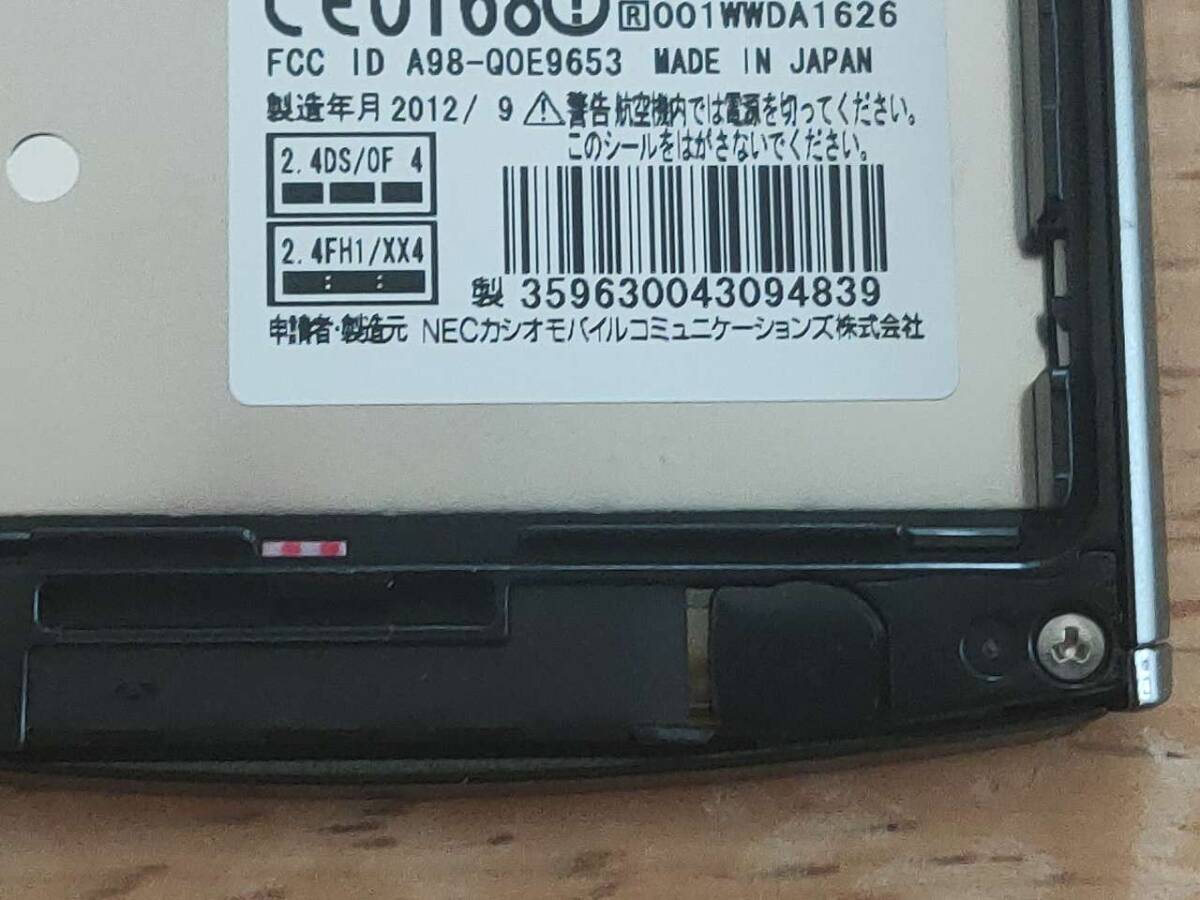 CE0168 R001WWDA1626
FCC ID A98-QOE9653 MADE IN JAPAN
製造年月 2012/ 9 ⚠警告 航空機内では電源を切ってください。
このシールをはがさないでください。
2.4DS/OF 4
2.4FH1/XX4
製 359630043094839
申請者・製造元 NECカシオモバイルコミュニケーションズ株式会社